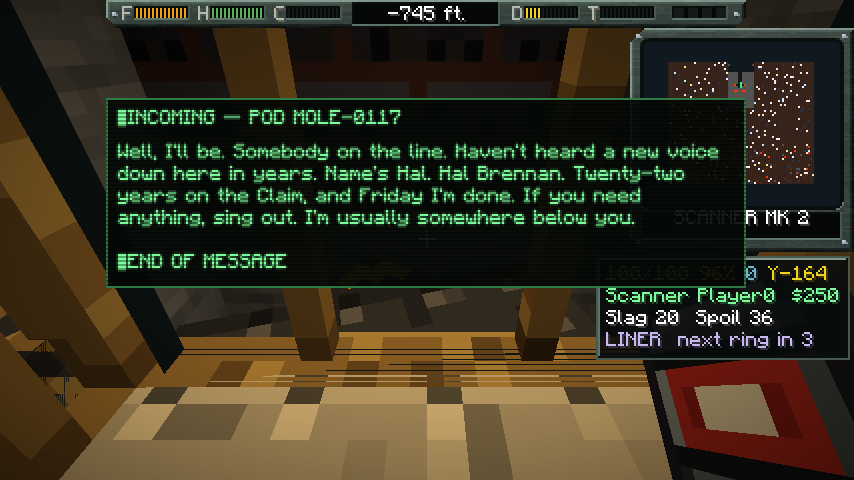 F H C -745 ft. D T
INCOMING — POD MOLE-0117
Well, I'll be. Somebody on the line. Haven't heard a new voice
down here in years. Name's Hal. Hal Brennan. Twenty-two
years on the Claim, and Friday I'm done. If you need
anything, sing out. I'm usually somewhere below you.
END OF MESSAGE
SCANNER MK 2
100/100 96% 0 Y-164
Scanner Player0 $250
Slag 20 Spoil 36
LINER next ring in 3